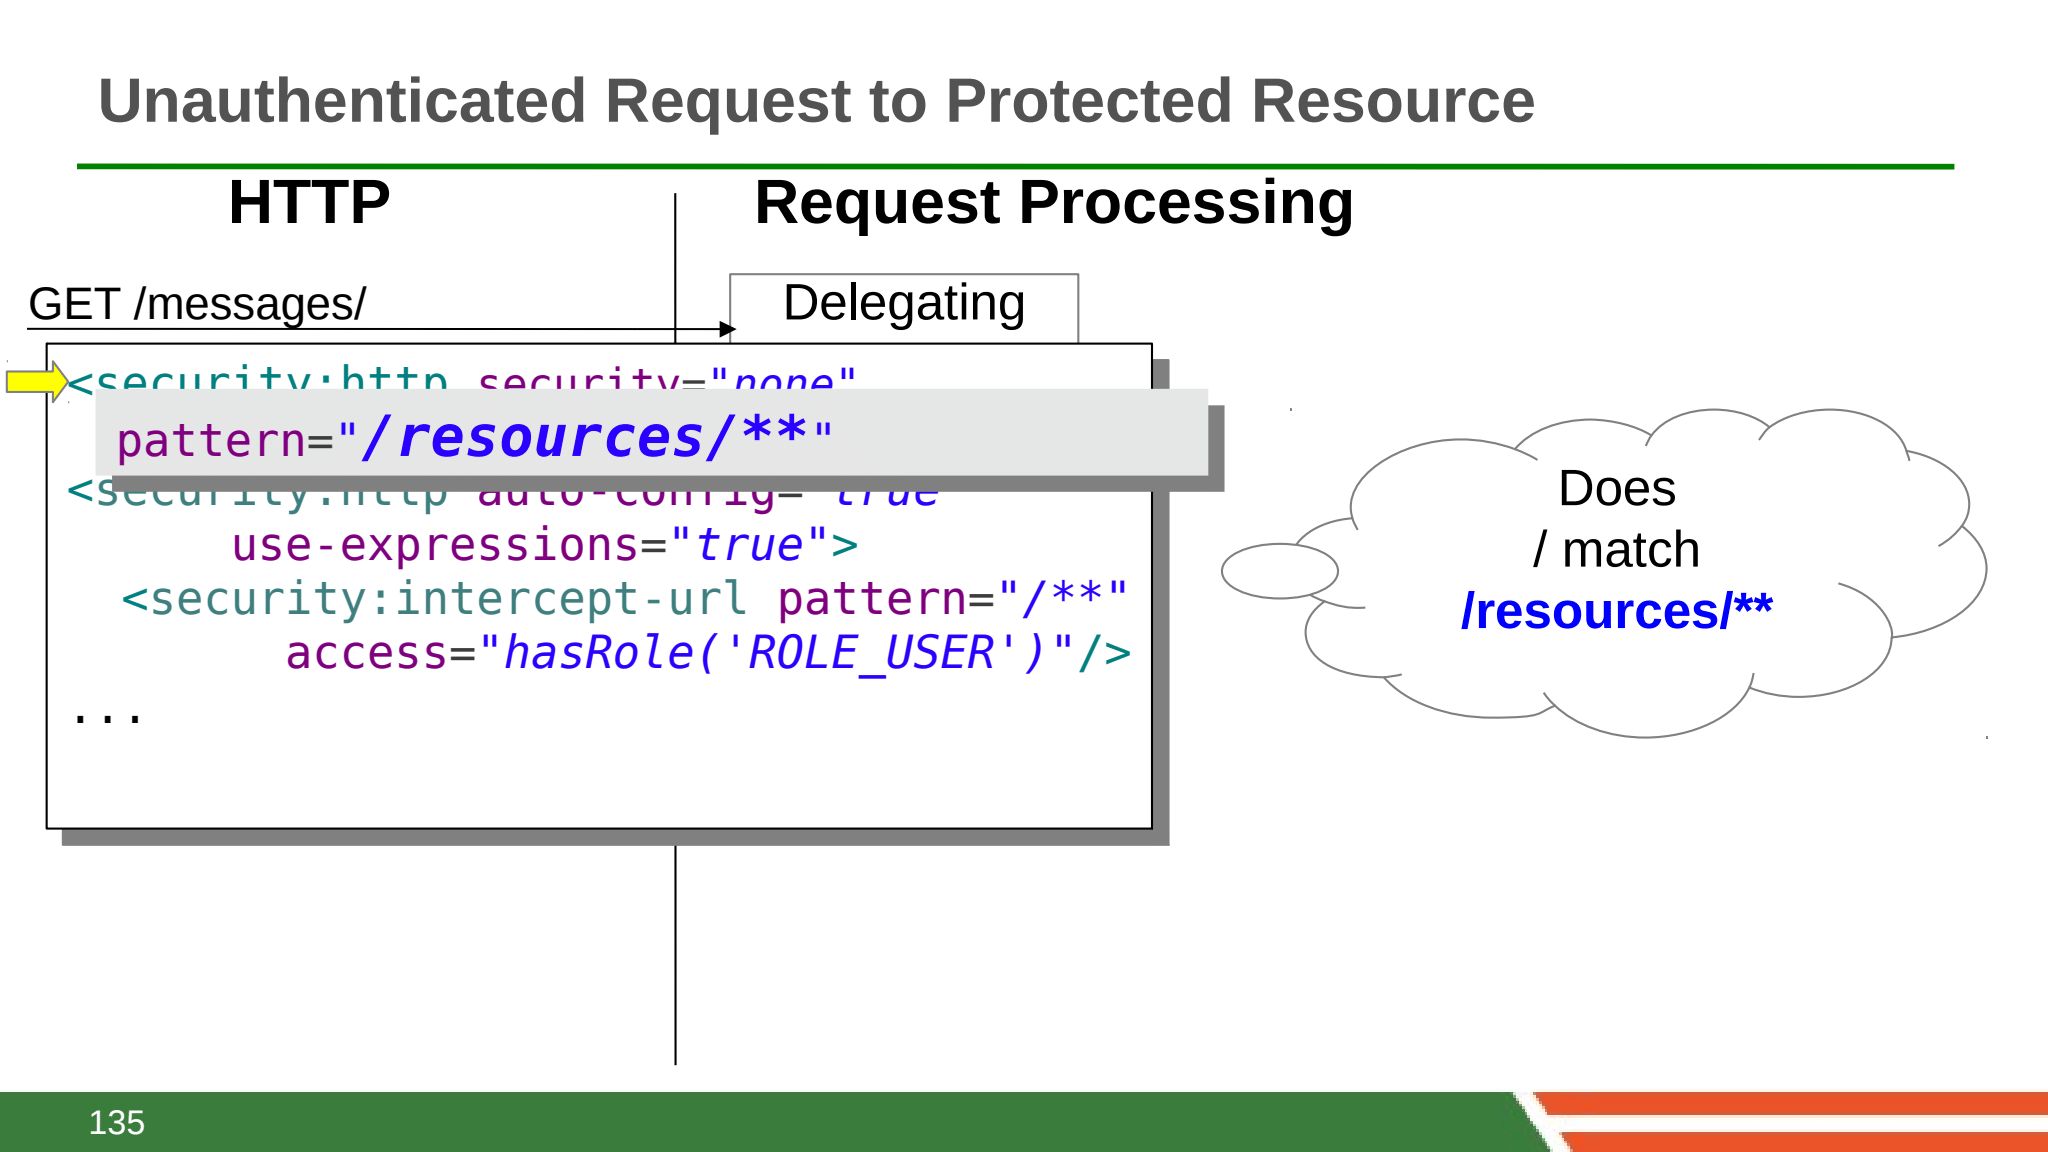 Unauthenticated Request to Protected Resource
HTTP
Request Processing
GET /messages/
Delegating
<security:http security="none"
pattern="/resources/**"
<security:http auto-config="true"
use-expressions="true">
<security:intercept-url pattern="/**"
access="hasRole('ROLE_USER')"/>
...
Does
/ match
/resources/**
135